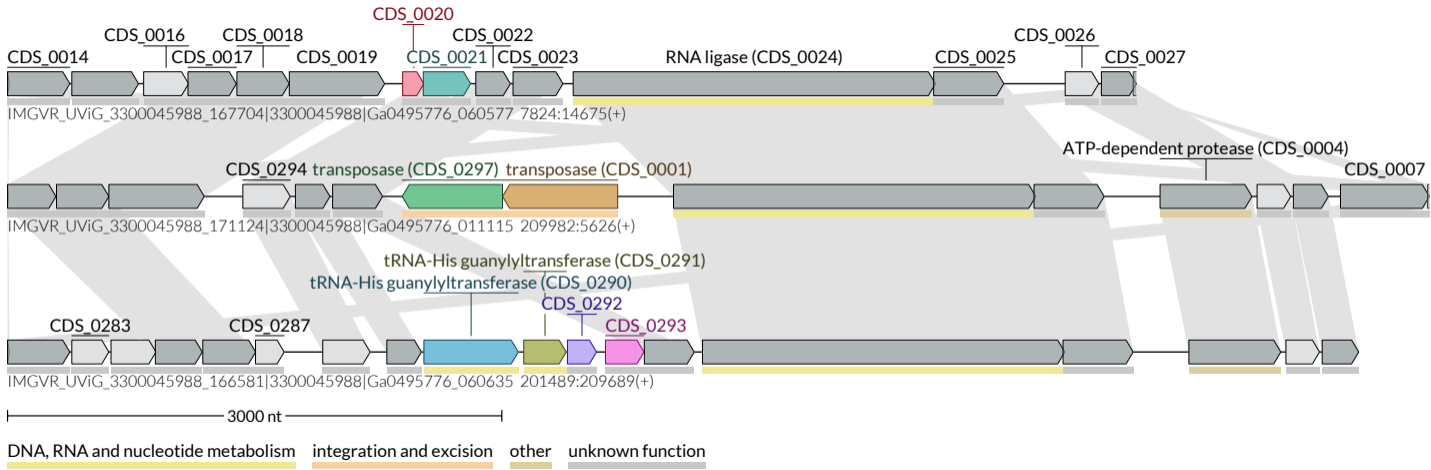 CDS_0020
CDS_0016 CDS_0018 CDS_0022 CDS_0026
CDS_0014 CDS_0017 CDS_0019 CDS_0021 CDS_0023 RNA ligase (CDS_0024) CDS_0025 CDS_0027
IMGVR_UViG_3300045988_167704|3300045988|Ga0495776_060577 7824:14675(+)
ATP-dependent protease (CDS_0004)
CDS_0294 transposase (CDS_0297) transposase (CDS_0001) CDS_0007
IMGVR_UViG_3300045988_171124|3300045988|Ga0495776_011115 209982:5626(+)
tRNA-His guanylyltransferase (CDS_0291)
tRNA-His guanylyltransferase (CDS_0290)
CDS_0292
CDS_0283 CDS_0287 CDS_0293
IMGVR_UViG_3300045988_166581|3300045988|Ga0495776_060635 201489:209689(+)
3000 nt
DNA, RNA and nucleotide metabolism integration and excision other unknown function